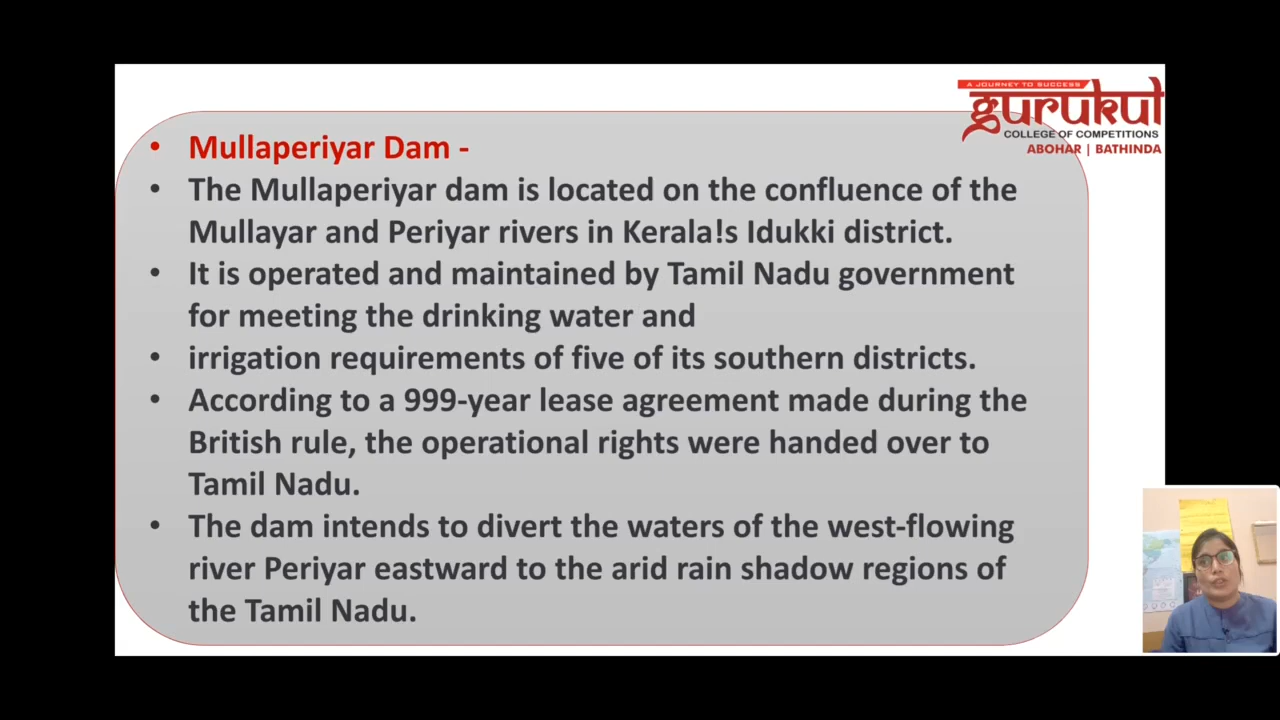 A JOURNEY TO SUCCESS
gurukul
COLLEGE OF COMPETITIONS
ABOHAR | BATHINDA
• Mullaperiyar Dam -
• The Mullaperiyar dam is located on the confluence of the
Mullayar and Periyar rivers in Kerala!s Idukki district.
• It is operated and maintained by Tamil Nadu government
for meeting the drinking water and
• irrigation requirements of five of its southern districts.
• According to a 999-year lease agreement made during the
British rule, the operational rights were handed over to
Tamil Nadu.
• The dam intends to divert the waters of the west-flowing
river Periyar eastward to the arid rain shadow regions of
the Tamil Nadu.